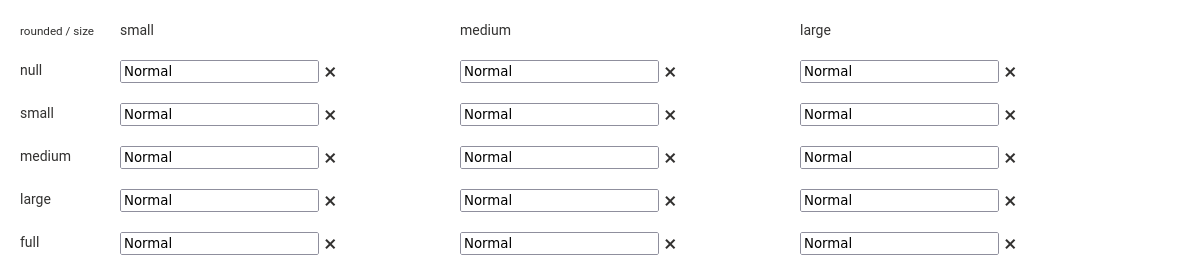 rounded / size small medium large
null Normal × Normal × Normal ×
small Normal × Normal × Normal ×
medium Normal × Normal × Normal ×
large Normal × Normal × Normal ×
full Normal × Normal × Normal ×